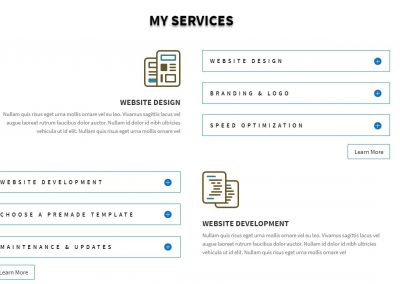 MY SERVICES
WEBSITE DESIGN
Nullam quis risus eget urna mollis ornare vel eu leo. Vivamus sagittis lacus vel
augue laoreet rutrum faucibus dolor auctor. Nullam id dolor id nibh ultricies
vehicula ut id elit. Nullam quis risus eget urna mollis ornare vel
WEBSITE DESIGN
BRANDING & LOGO
SPEED OPTIMIZATION
Learn More
WEBSITE DEVELOPMENT
CHOOSE A PREMADE TEMPLATE
MAINTENANCE & UPDATES
Learn More
WEBSITE DEVELOPMENT
Nullam quis risus eget urna mollis ornare vel eu leo. Vivamus sagittis lacus vel
augue laoreet rutrum faucibus dolor auctor. Nullam id dolor id nibh ultricies
vehicula ut id elit. Nullam quis risus eget urna mollis ornare vel